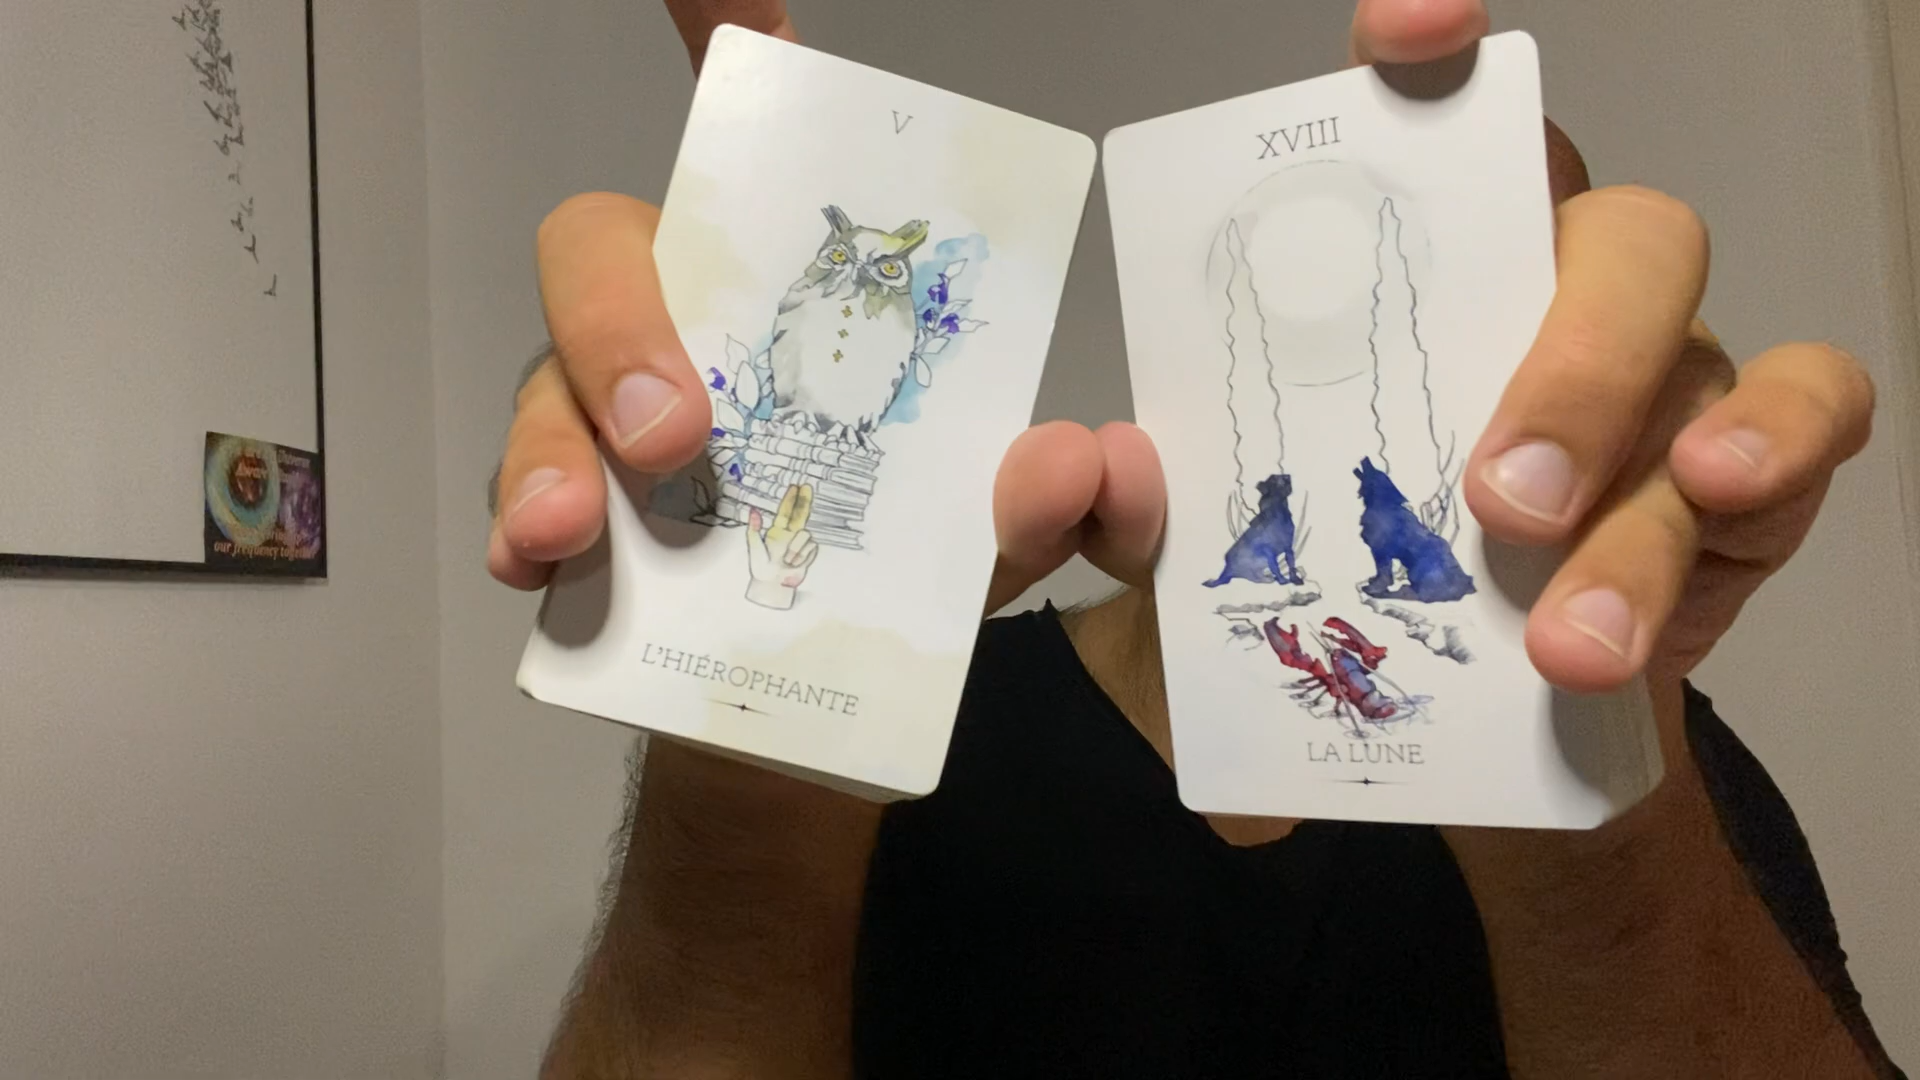 V
L'HIÉROPHANTE
XVIII
LA LUNE
our frequency together